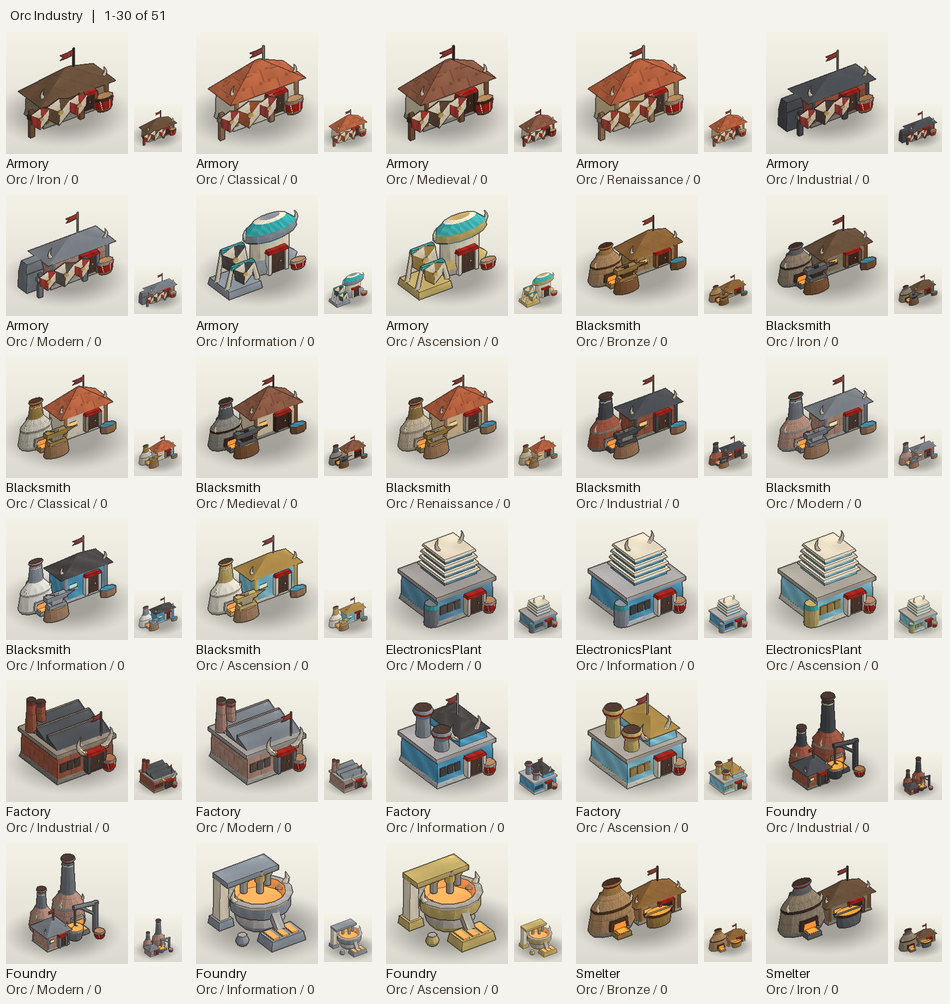 Orc Industry | 1-30 of 51
Armory
Orc / Iron / 0
Armory
Orc / Classical / 0
Armory
Orc / Medieval / 0
Armory
Orc / Renaissance / 0
Armory
Orc / Industrial / 0
Armory
Orc / Modern / 0
Armory
Orc / Information / 0
Armory
Orc / Ascension / 0
Blacksmith
Orc / Bronze / 0
Blacksmith
Orc / Iron / 0
Blacksmith
Orc / Classical / 0
Blacksmith
Orc / Medieval / 0
Blacksmith
Orc / Renaissance / 0
Blacksmith
Orc / Industrial / 0
Blacksmith
Orc / Modern / 0
Blacksmith
Orc / Information / 0
Blacksmith
Orc / Ascension / 0
ElectronicsPlant
Orc / Modern / 0
ElectronicsPlant
Orc / Information / 0
ElectronicsPlant
Orc / Ascension / 0
Factory
Orc / Industrial / 0
Factory
Orc / Modern / 0
Factory
Orc / Information / 0
Factory
Orc / Ascension / 0
Foundry
Orc / Industrial / 0
Foundry
Orc / Modern / 0
Foundry
Orc / Information / 0
Foundry
Orc / Ascension / 0
Smelter
Orc / Bronze / 0
Smelter
Orc / Iron / 0